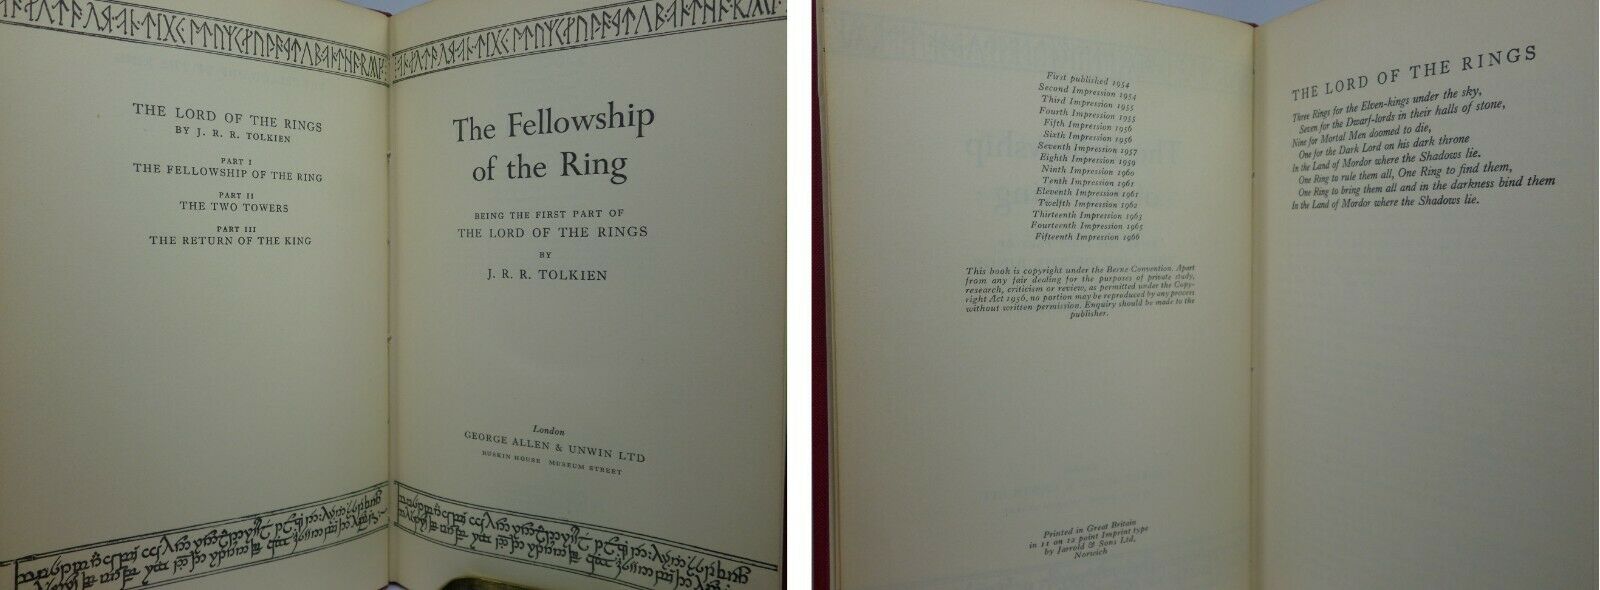 THE LORD OF THE RINGS
BY J. R. R. TOLKIEN
PART I
THE FELLOWSHIP OF THE RING
PART II
THE TWO TOWERS
PART III
THE RETURN OF THE KING
The Fellowship
of the Ring
BEING THE FIRST PART OF
THE LORD OF THE RINGS
BY
J. R. R. TOLKIEN
London
GEORGE ALLEN & UNWIN LTD
RUSKIN HOUSE MUSEUM STREET
First published 1954
Second Impression 1954
Third Impression 1955
Fourth Impression 1955
Fifth Impression 1956
Sixth Impression 1956
Seventh Impression 1957
Eighth Impression 1959
Ninth Impression 1960
Tenth Impression 1961
Eleventh Impression 1961
Twelfth Impression 1962
Thirteenth Impression 1963
Fourteenth Impression 1965
Fifteenth Impression 1966
This book is copyright under the Berne Convention. Apart
from any fair dealing for the purposes of private study,
research, criticism or review, as permitted under the Copy-
right Act 1956, no portion may be reproduced by any process
without written permission. Enquiry should be made to the
publisher.
Printed in Great Britain
in 11 on 12 point Imprint type
by Jarrold & Sons Ltd.
Norwich
THE LORD OF THE RINGS
Three Rings for the Elven-kings under the sky,
Seven for the Dwarf-lords in their halls of stone,
Nine for Mortal Men doomed to die,
One for the Dark Lord on his dark throne
In the Land of Mordor where the Shadows lie.
One Ring to rule them all, One Ring to find them,
One Ring to bring them all and in the darkness bind them
In the Land of Mordor where the Shadows lie.